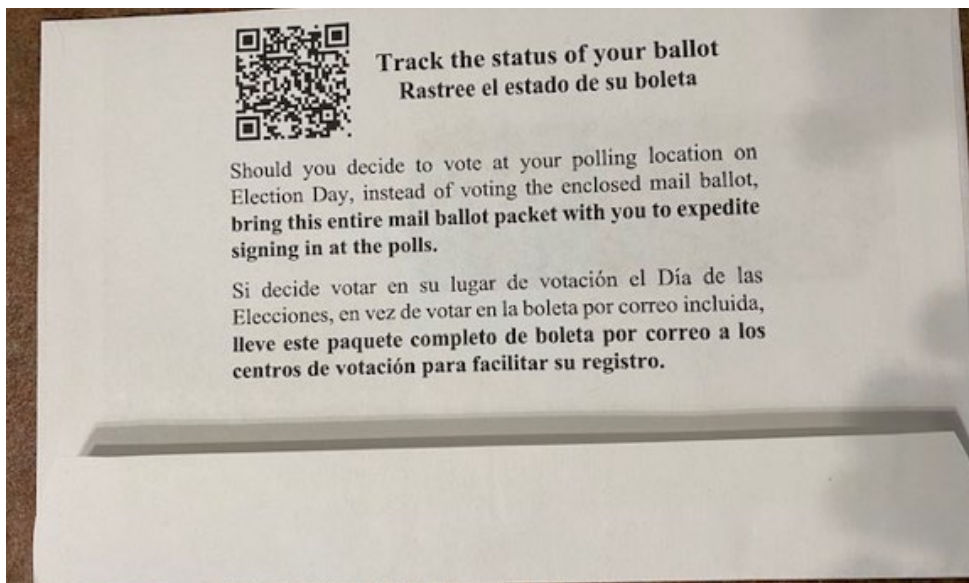 Track the status of your ballot
Rastree el estado de su boleta
Should you decide to vote at your polling location on
Election Day, instead of voting the enclosed mail ballot,
bring this entire mail ballot packet with you to expedite
signing in at the polls.
Si decide votar en su lugar de votación el Día de las
Elecciones, en vez de votar en la boleta por correo incluida,
lleve este paquete completo de boleta por correo a los
centros de votación para facilitar su registro.